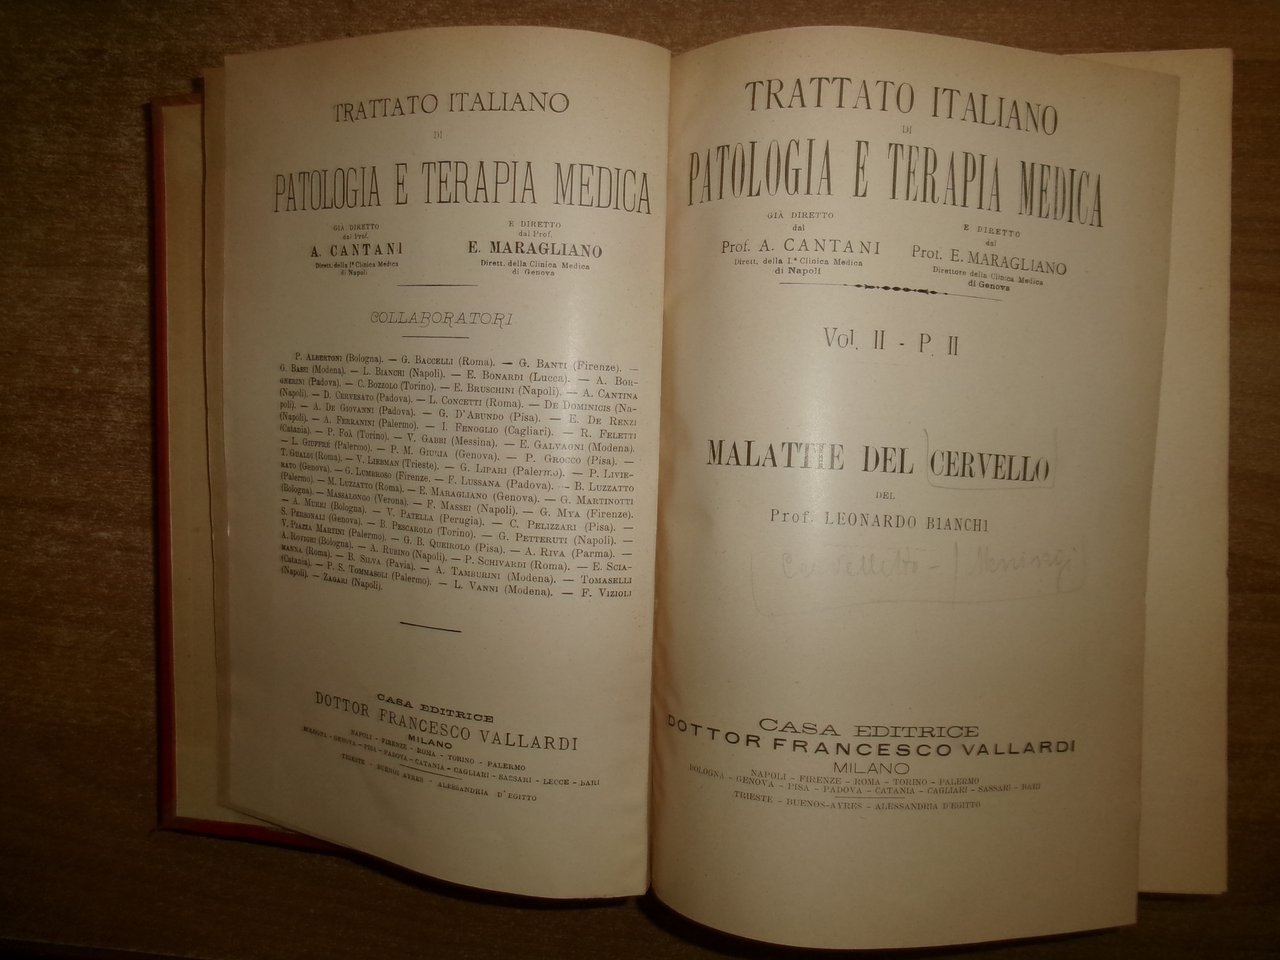 TRATTATO ITALIANO
DI
PATOLOGIA E TERAPIA MEDICA
GIÀ DIRETTO
dal Prof.
A. CANTANI
Dirett. della Iª Clinica Medica
di Napoli
E DIRETTO
dal Prof.
E. MARAGLIANO
Dirett. della Clinica Medica
di Genova
COLLABORATORI
P. ALBERTONI (Bologna). — G. BACCELLI (Roma). — G. BANTI (Firenze). —
G. BASSI (Modena). — L. BIANCHI (Napoli). — E. BONARDI (Lucca). — A. BOR-
GHERINI (Padova). — C. BOZZOLO (Torino). — E. BRUSCHINI (Napoli). — A. CANTINA
(Napoli). — D. CERVESATO (Padova). — L. CONCETTI (Roma). — DE DOMINICIS (Na-
poli). — A. DE GIOVANNI (Padova). — G. D'ABUNDO (Pisa). — E. DE RENZI
(Napoli). — A. FERRANINI (Palermo). — I. FENOGLIO (Cagliari). — R. FELETTI
(Catania). — P. FOÀ (Torino). — V. GABBI (Messina). — E. GALVAGNI (Modena).
— L. GIUFFRÈ (Palermo). — P. M. GIURIA (Genova). — P. GROCCO (Pisa). —
T. GUALDI (Roma). — V. LIEBMAN (Trieste). — G. LIPARI (Palermo). — P. LIVIE-
RATO (Genova). — G. LUMBROSO (Firenze. — F. LUSSANA (Padova). — B. LUZZATTO
(Palermo). — M. LUZZATTO (Roma). — E. MARAGLIANO (Genova). — G. MARTINOTTI
(Bologna). — MASSALONGO (Verona). — F. MASSEI (Napoli). — G. MYA (Firenze).
— A. MURRI (Bologna). — V. PATELLA (Perugia). — C. PELIZZARI (Pisa). —
S. PERSONALI (Genova). — B. PESCAROLO (Torino). — G. PETTERUTI (Napoli). —
V. PIAZZA MARTINI (Palermo). — G. B. QUEIROLO (Pisa). — A. RIVA (Parma). —
A. ROVIGHI (Bologna). — A. RUBINO (Napoli). — P. SCHIVARDI (Roma). — E. SCIA-
MANNA (Roma). — B. SILVA (Pavia). — A. TAMBURINI (Modena). — TOMASELLI
(Catania). — P. S. TOMMASOLI (Palermo). — L. VANNI (Modena). — F. VIZIOLI
(Napoli). — ZAGARI (Napoli).
CASA EDITRICE
DOTTOR FRANCESCO VALLARDI
MILANO
NAPOLI - FIRENZE - ROMA - TORINO - PALERMO
BOLOGNA - GENOVA - PISA - PADOVA - CATANIA - CAGLIARI - SASSARI - LECCE - BARI
TRIESTE - BUENOS AYRES - ALESSANDRIA D'EGITTO
TRATTATO ITALIANO
DI
PATOLOGIA E TERAPIA MEDICA
GIÀ DIRETTO
dal
Prof. A. CANTANI
Dirett. della I.ª Clinica Medica
di Napoli
E DIRETTO
dal
Prof. E. MARAGLIANO
Direttore della Clinica Medica
di Genova
Vol. II - P. II
MALATTIE DEL CERVELLO
DEL
Prof. LEONARDO BIANCHI
CASA EDITRICE
DOTTOR FRANCESCO VALLARDI
MILANO
NAPOLI - FIRENZE - ROMA - TORINO - PALERMO
BOLOGNA - GENOVA - PISA - PADOVA - CATANIA - CAGLIARI - SASSARI - BARI
TRIESTE - BUENOS-AYRES - ALESSANDRIA D'EGITTO